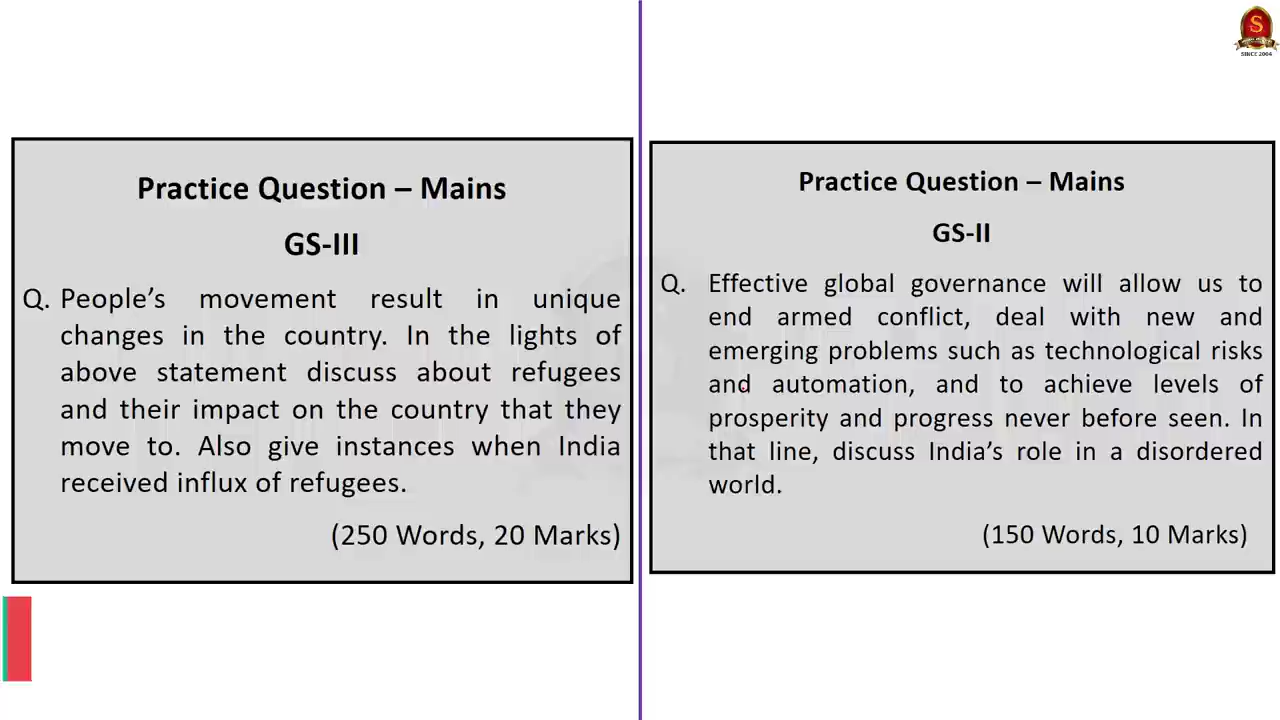 Practice Question – Mains
GS-III
Q. People’s movement result in unique
changes in the country. In the lights of
above statement discuss about refugees
and their impact on the country that they
move to. Also give instances when India
received influx of refugees.
(250 Words, 20 Marks)
Practice Question – Mains
GS-II
Q. Effective global governance will allow us to
end armed conflict, deal with new and
emerging problems such as technological risks
and automation, and to achieve levels of
prosperity and progress never before seen. In
that line, discuss India’s role in a disordered
world.
(150 Words, 10 Marks)
S
SINCE 2004